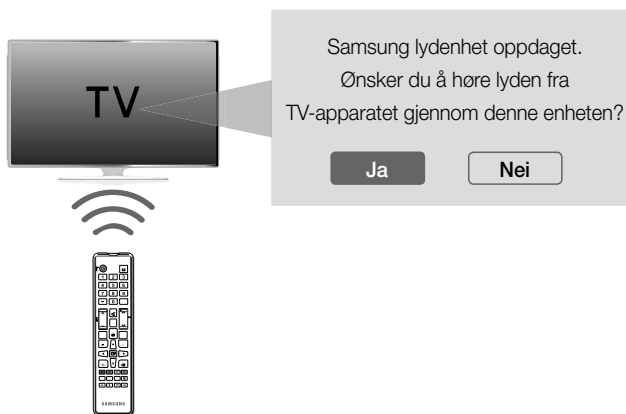 TV
Samsung lydenhet oppdaget.
Ønsker du å høre lyden fra
TV-apparatet gjennom denne enheten?
Ja Nei
SAMSUNG